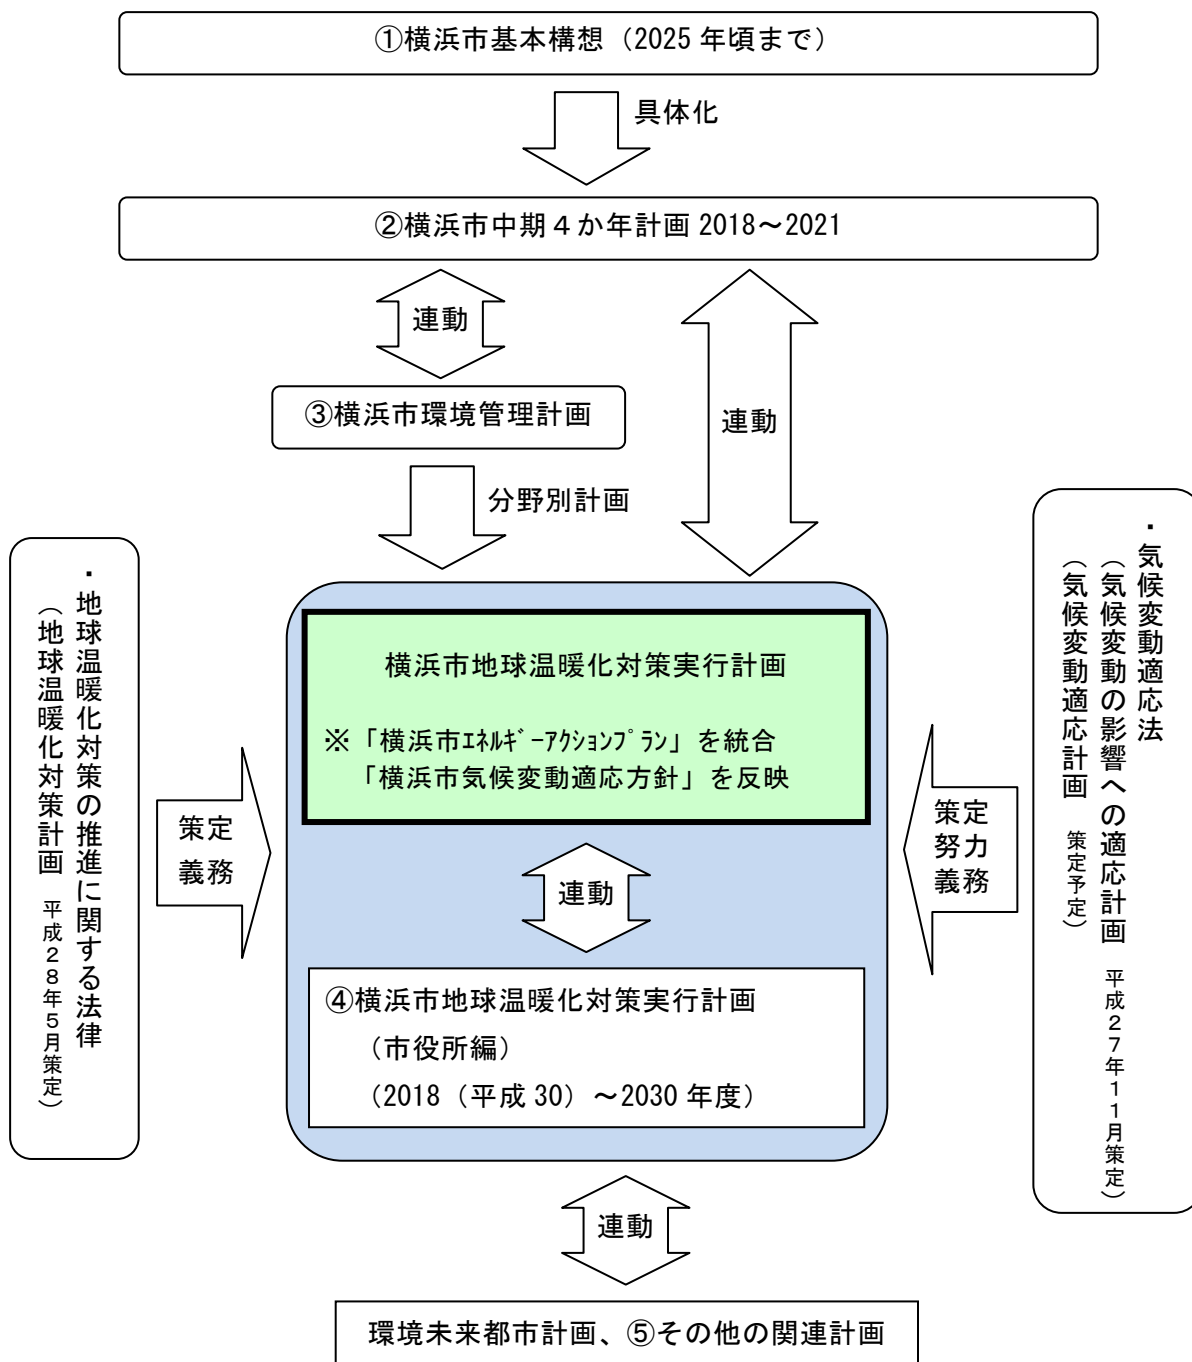 ①横浜市基本構想（2025 年頃まで）
具体化
②横浜市中期４か年計画 2018～2021
連動
連動
③横浜市環境管理計画
分野別計画
・地球温暖化対策の推進に関する法律
（地球温暖化対策計画 平成２８年５月策定）
策定
義務
横浜市地球温暖化対策実行計画
※「横浜市ｴﾈﾙｷﾞｰｱｸｼｮﾝﾌﾟﾗﾝ」を統合
「横浜市気候変動適応方針」を反映
連動
④横浜市地球温暖化対策実行計画
（市役所編）
（2018（平成 30）～2030 年度）
策定
努力
義務
・気候変動適応法
（気候変動の影響への適応計画 平成２７年１１月策定）
（気候変動適応計画 策定予定）
連動
環境未来都市計画、⑤その他の関連計画